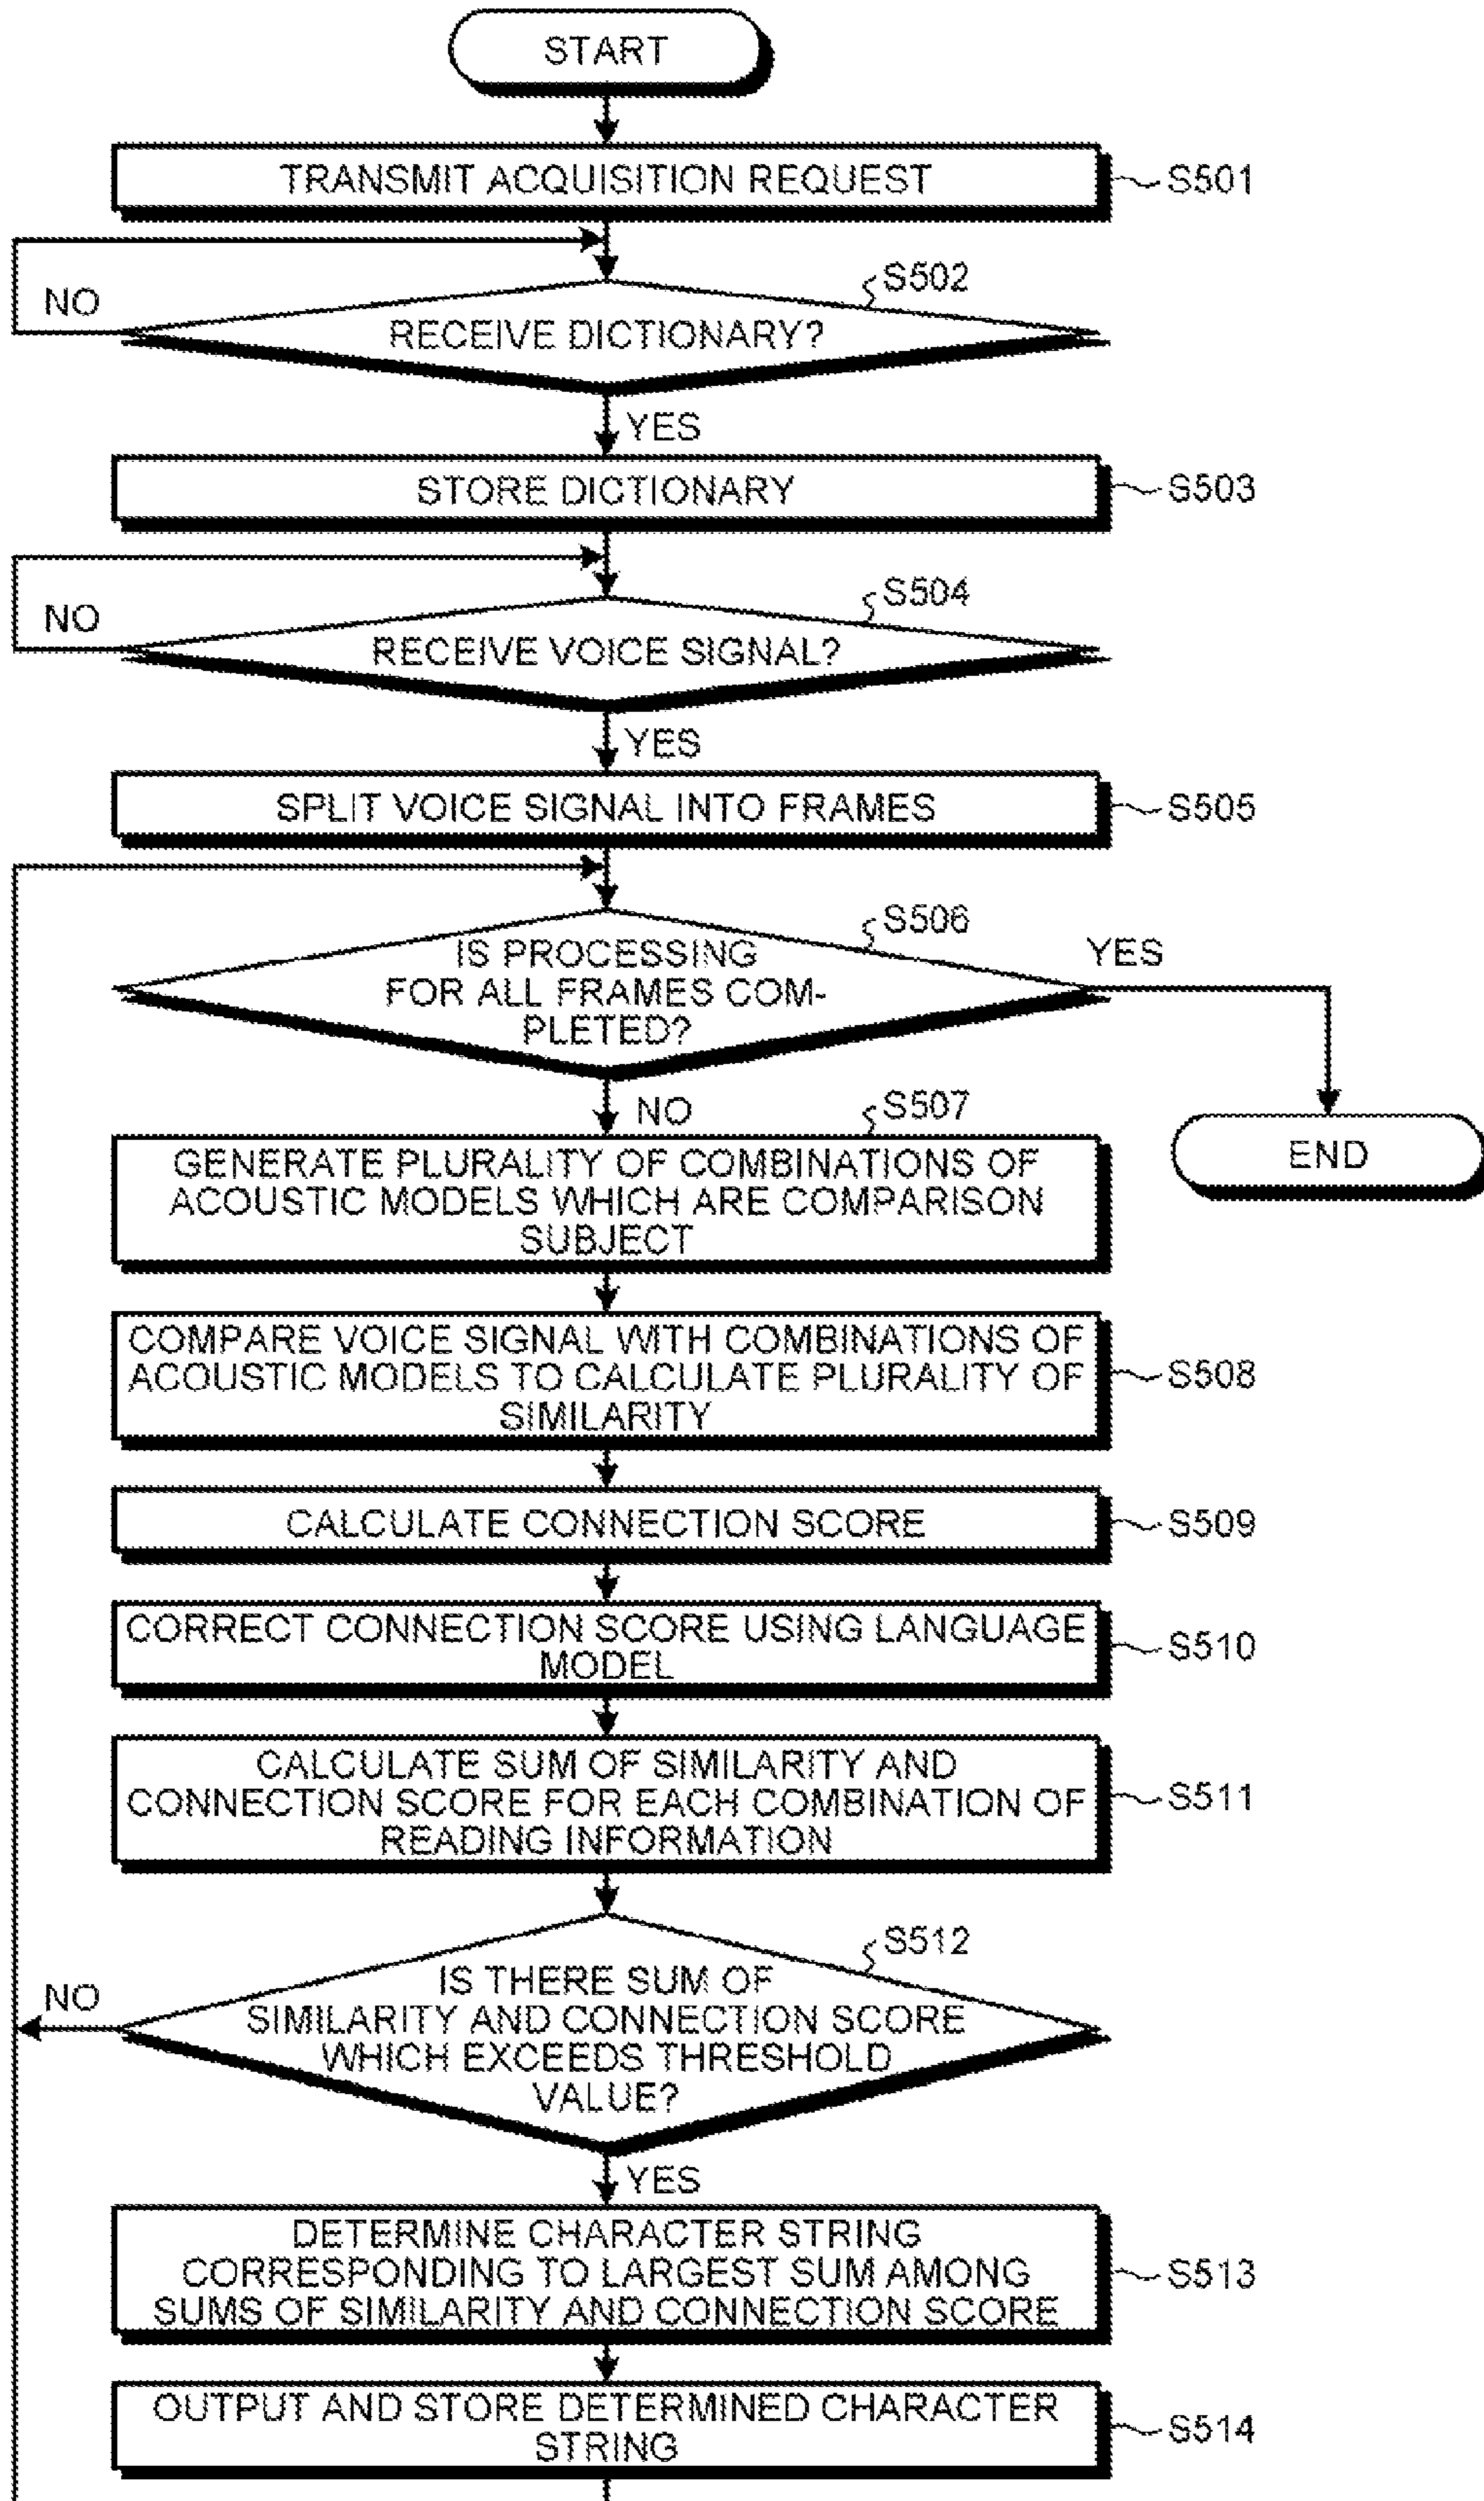 START
TRANSMIT ACQUISITION REQUEST
S501
S502
NO
RECEIVE DICTIONARY?
YES
STORE DICTIONARY
S503
S504
NO
RECEIVE VOICE SIGNAL?
YES
SPLIT VOICE SIGNAL INTO FRAMES
S505
S506
IS PROCESSING
FOR ALL FRAMES COM-
PLETED?
YES
NO
S507
END
GENERATE PLURALITY OF COMBINATIONS OF
ACOUSTIC MODELS WHICH ARE COMPARISON
SUBJECT
COMPARE VOICE SIGNAL WITH COMBINATIONS OF
ACOUSTIC MODELS TO CALCULATE PLURALITY OF
SIMILARITY
S508
CALCULATE CONNECTION SCORE
S509
CORRECT CONNECTION SCORE USING LANGUAGE
MODEL
S510
CALCULATE SUM OF SIMILARITY AND
CONNECTION SCORE FOR EACH COMBINATION OF
READING INFORMATION
S511
S512
NO
IS THERE SUM OF
SIMILARITY AND CONNECTION SCORE
WHICH EXCEEDS THRESHOLD
VALUE?
YES
DETERMINE CHARACTER STRING
CORRESPONDING TO LARGEST SUM AMONG
SUMS OF SIMILARITY AND CONNECTION SCORE
S513
OUTPUT AND STORE DETERMINED CHARACTER
STRING
S514